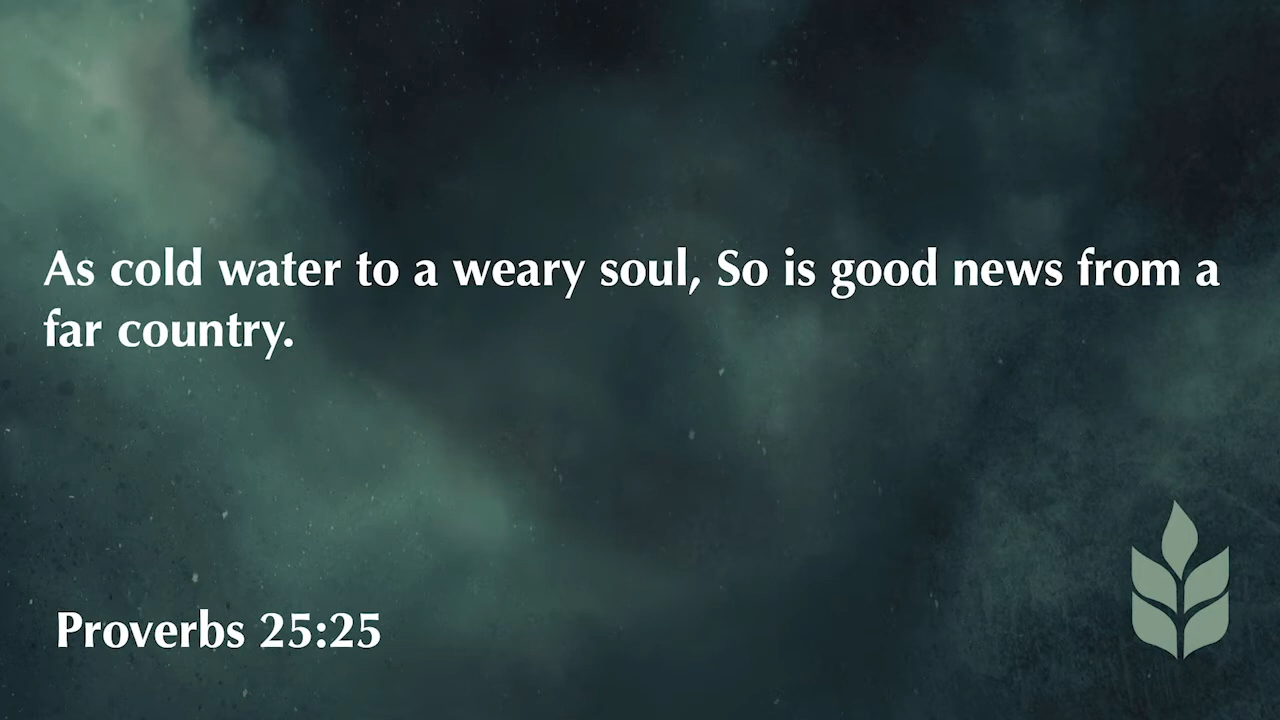 As cold water to a weary soul, So is good news from a
far country.
Proverbs 25:25